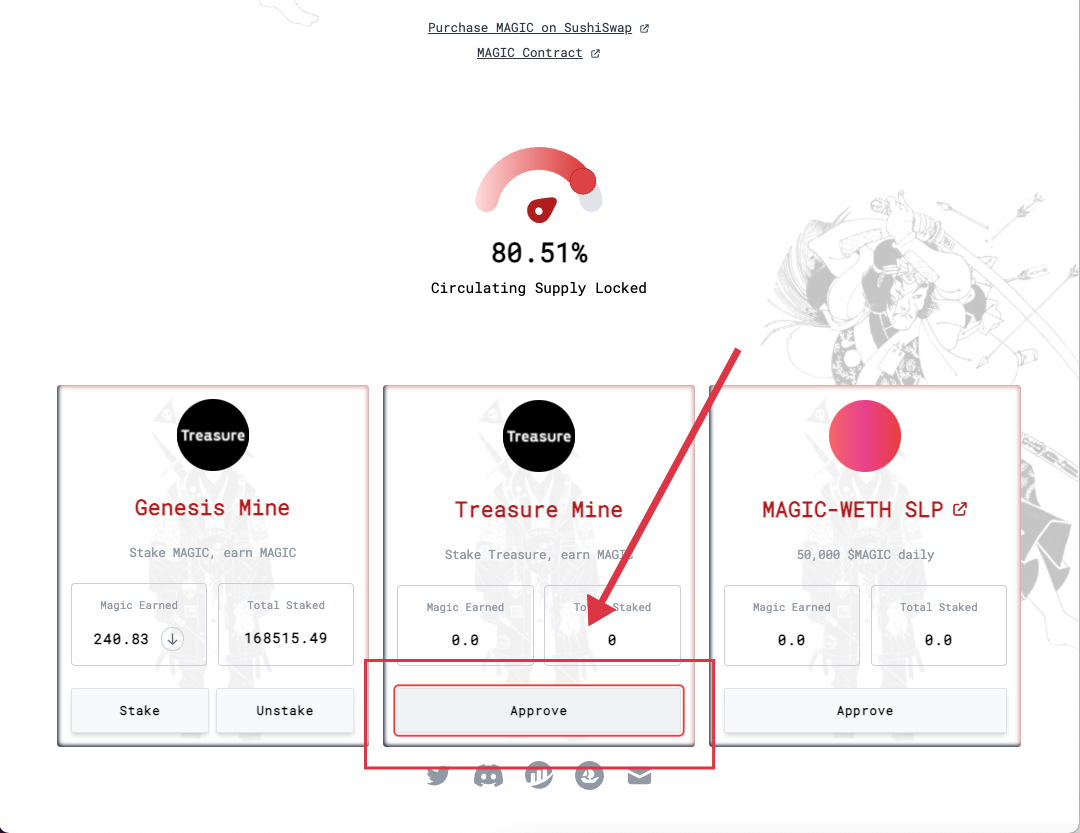 Purchase MAGIC on SushiSwap
MAGIC Contract
80.51%
Circulating Supply Locked
Treasure
Genesis Mine
Stake MAGIC, earn MAGIC
Magic Earned
240.83
Total Staked
168515.49
Stake
Unstake
Treasure
Treasure Mine
Stake Treasure, earn MAGIC
Magic Earned
0.0
Total Staked
0
Approve
MAGIC-WETH SLP
50,000 $MAGIC daily
Magic Earned
0.0
Total Staked
0.0
Approve